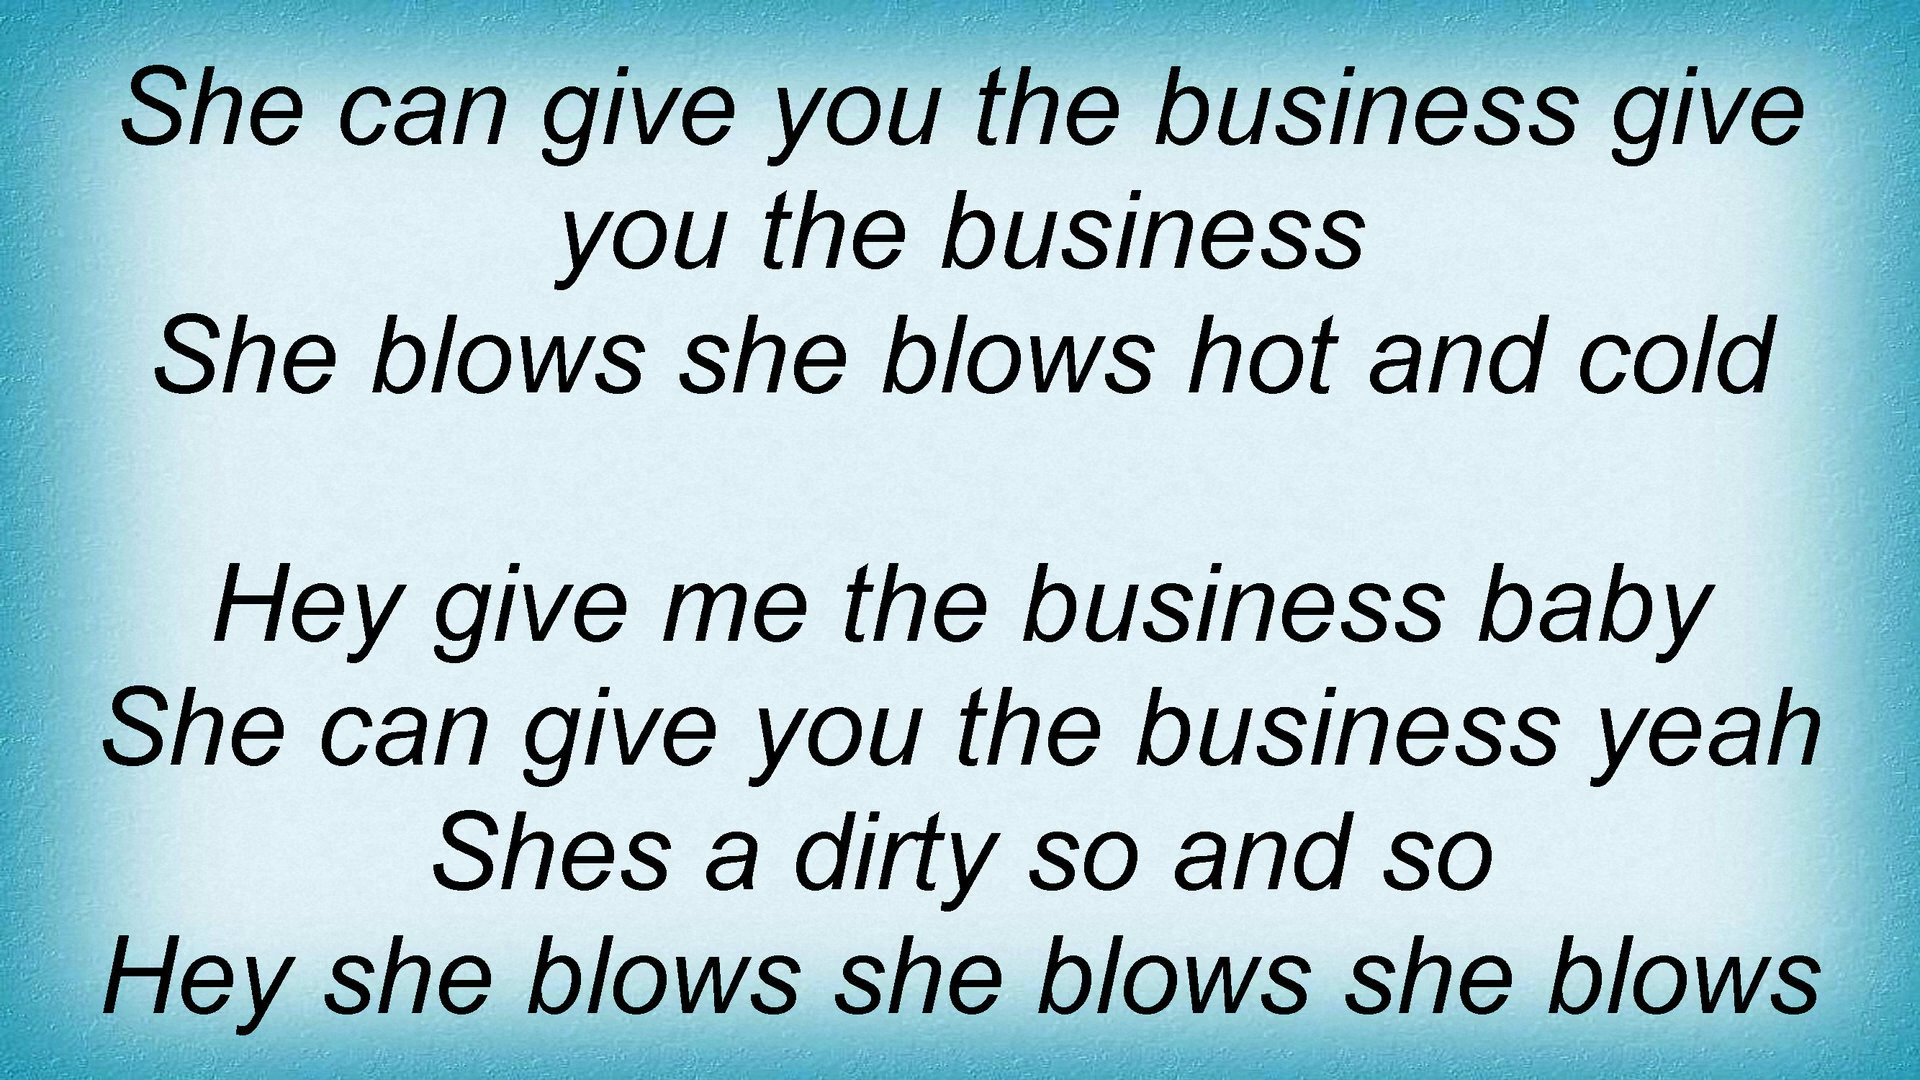 She can give you the business give
you the business
She blows she blows hot and cold
Hey give me the business baby
She can give you the business yeah
Shes a dirty so and so
Hey she blows she blows she blows